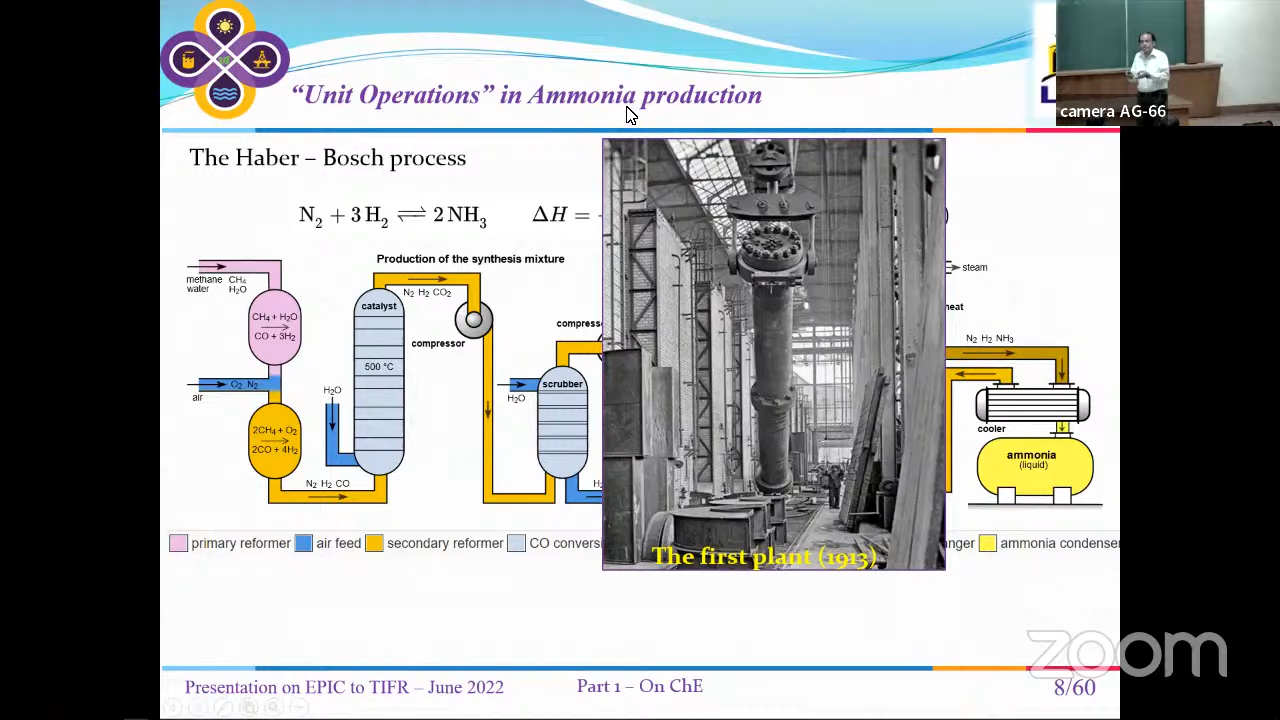 “Unit Operations” in Ammonia production
camera AG-66
The Haber – Bosch process
N2 + 3 H2 ⇌ 2 NH3 ΔH = -
)
Production of the synthesis mixture
methane CH4
water H2O
N2 H2 CO2
catalyst
compressor
CH4 + H2O
CO + 3H2
500 °C
O2 N2
air
H2O
2CH4 + O2
2CO + 4H2
N2 H2 CO
compress
scrubber
H2O
H
steam
eat
N2 H2 NH3
cooler
ammonia
(liquid)
The first plant (1913)
primary reformer air feed secondary reformer CO convers
nger ammonia condense
zoom
Presentation on EPIC to TIFR – June 2022
Part 1 – On ChE
8/60